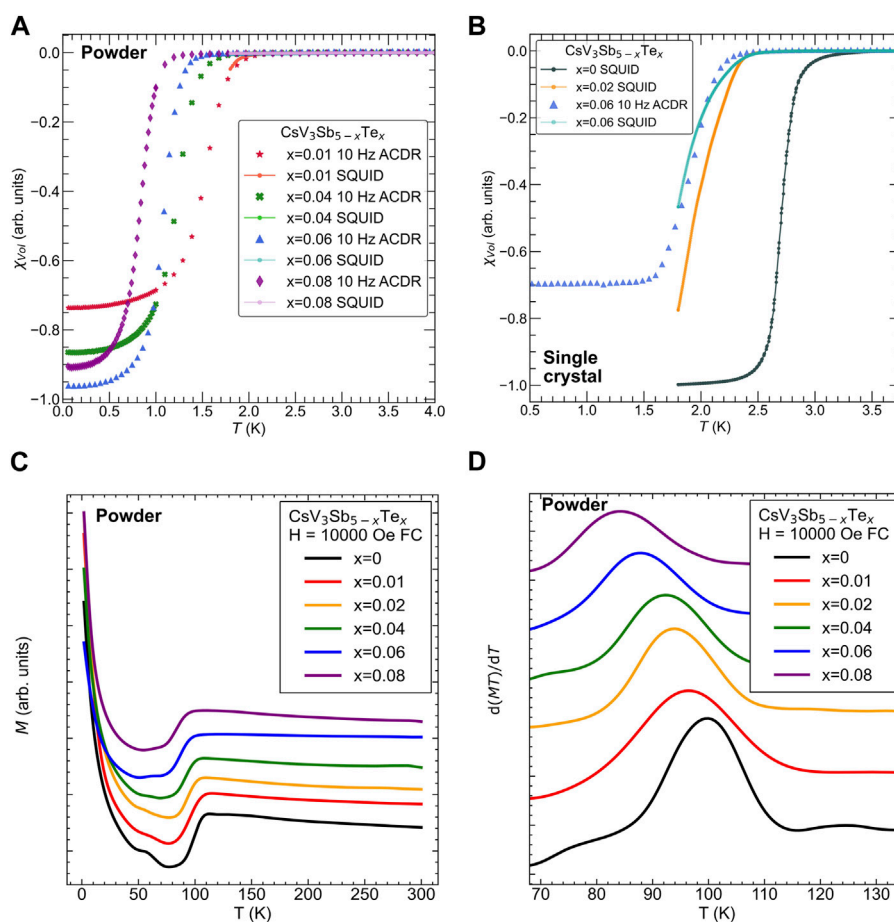 A
Powder
CsV₃Sb₅₋ₓTeₓ
x=0.01 10 Hz ACDR
x=0.01 SQUID
x=0.04 10 Hz ACDR
x=0.04 SQUID
x=0.06 10 Hz ACDR
x=0.06 SQUID
x=0.08 10 Hz ACDR
x=0.08 SQUID
χVol (arb. units)
0.0
−0.2
−0.4
−0.6
−0.8
−1.0
0.0 0.5 1.0 1.5 2.0 2.5 3.0 3.5 4.0
T (K)
B
CsV₃Sb₅₋ₓTeₓ
x=0 SQUID
x=0.02 SQUID
x=0.06 10 Hz ACDR
x=0.06 SQUID
Single
crystal
χVol (arb. units)
0.0
−0.2
−0.4
−0.6
−0.8
−1.0
0.5 1.0 1.5 2.0 2.5 3.0 3.5
T (K)
C
Powder
CsV₃Sb₅₋ₓTeₓ
H = 10000 Oe FC
x=0
x=0.01
x=0.02
x=0.04
x=0.06
x=0.08
M (arb. units)
0 50 100 150 200 250 300
T (K)
D
Powder
CsV₃Sb₅₋ₓTeₓ
H = 10000 Oe FC
x=0
x=0.01
x=0.02
x=0.04
x=0.06
x=0.08
d(MT)/dT
70 80 90 100 110 120 130
T (K)